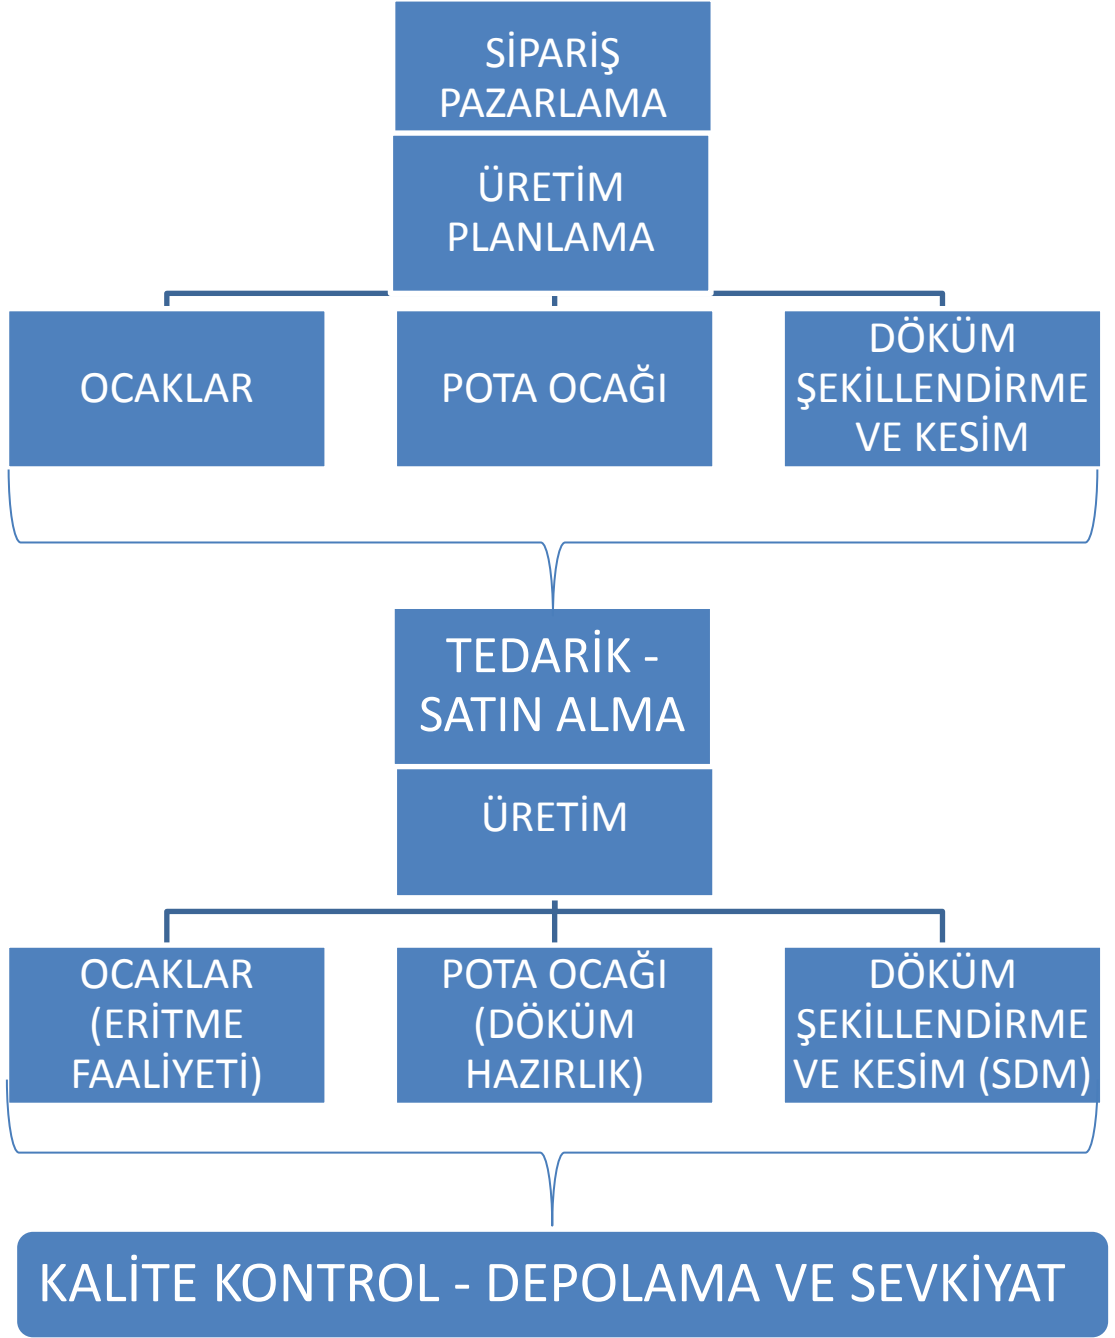 SİPARİŞ
PAZARLAMA
ÜRETİM
PLANLAMA
OCAKLAR
POTA OCAĞI
DÖKÜM
ŞEKİLLENDİRME
VE KESİM
TEDARİK -
SATIN ALMA
ÜRETİM
OCAKLAR
(ERİTME
FAALİYETİ)
POTA OCAĞI
(DÖKÜM
HAZIRLIK)
DÖKÜM
ŞEKİLLENDİRME
VE KESİM (SDM)
KALİTE KONTROL - DEPOLAMA VE SEVKİYAT